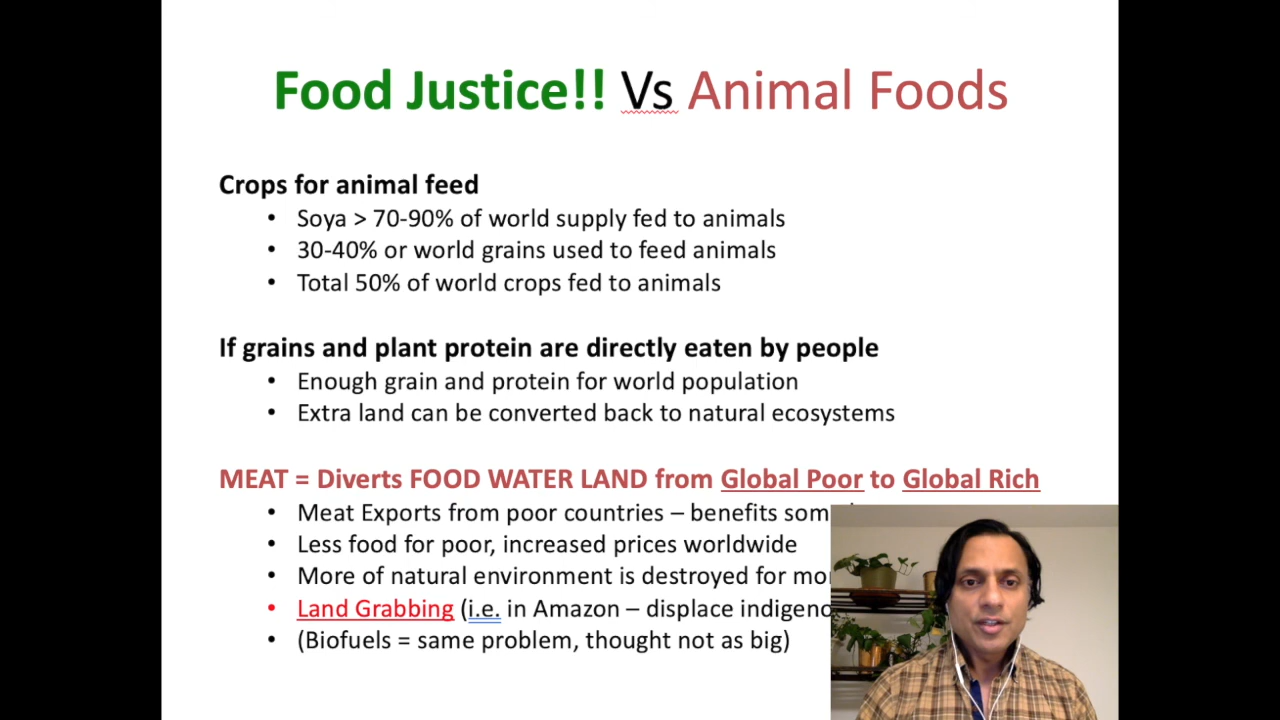 Food Justice!! Vs Animal Foods
Crops for animal feed
• Soya > 70-90% of world supply fed to animals
• 30-40% or world grains used to feed animals
• Total 50% of world crops fed to animals
If grains and plant protein are directly eaten by people
• Enough grain and protein for world population
• Extra land can be converted back to natural ecosystems
MEAT = Diverts FOOD WATER LAND from Global Poor to Global Rich
• Meat Exports from poor countries – benefits
• Less food for poor, increased prices worldwide
• More of natural environment is destroyed for
• Land Grabbing (i.e. in Amazon – displace
• (Biofuels = same problem, thought not as big)